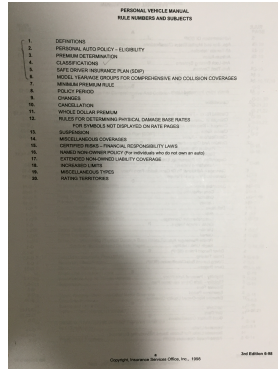 PERSONAL VEHICLE MANUAL
RULE NUMBERS AND SUBJECTS
1. DEFINITIONS
2. PERSONAL AUTO POLICY – ELIGIBILITY
3. PREMIUM DETERMINATION
4. CLASSIFICATIONS
5. SAFE DRIVER INSURANCE PLAN (SDIP)
6. MINIMUM PREMIUM RULE
7. MODEL YEAR/AGE GROUPS FOR COMPREHENSIVE AND COLLISION COVERAGES
8. POLICY PERIOD
9. CHANGES
10. CANCELLATION
11. WHOLE DOLLAR PREMIUM
12. RULES FOR DETERMINING PHYSICAL DAMAGE BASE RATES
FOR SYMBOLS NOT DISPLAYED ON RATE PAGES
13. SUSPENSION
14. MISCELLANEOUS COVERAGES
15. CERTIFIED RISKS – FINANCIAL RESPONSIBILITY LAWS
16. NAMED NON-OWNER POLICY (For individuals who do not own an auto)
17. EXTENDED NON-OWNED LIABILITY COVERAGE
18. INCREASED LIMITS
19. MISCELLANEOUS TYPES
20. RATING TERRITORIES
Copyright, Insurance Services Office, Inc., 1998
3rd Edition 6-98